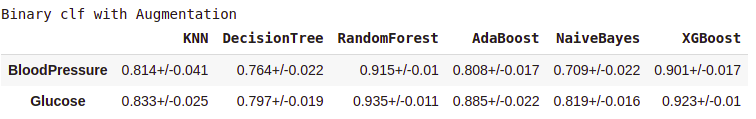 Binary clf with Augmentation
KNN DecisionTree RandomForest AdaBoost NaiveBayes XGBoost
BloodPressure 0.814+/-0.041 0.764+/-0.022 0.915+/-0.01 0.808+/-0.017 0.709+/-0.022 0.901+/-0.017
Glucose 0.833+/-0.025 0.797+/-0.019 0.935+/-0.011 0.885+/-0.022 0.819+/-0.016 0.923+/-0.01